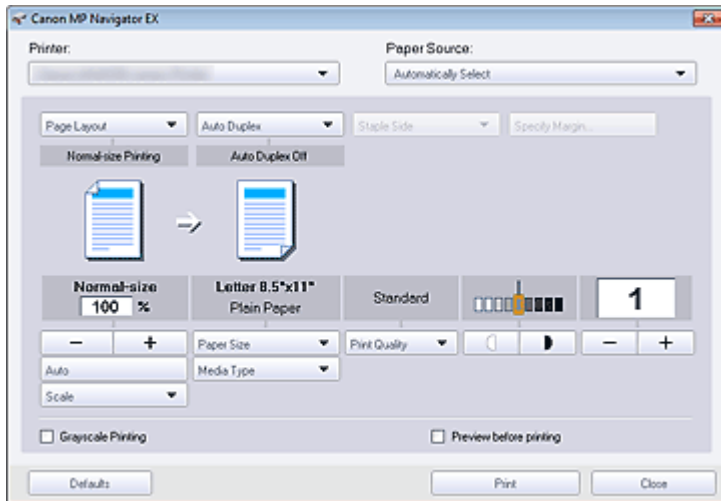 Canon MP Navigator EX
Printer:
Paper Source:
Automatically Select
Page Layout
Auto Duplex
Staple Side
Specify Margin...
Normal-size Printing
Auto Duplex Off
Normal-size
100 %
Letter 8.5"x11"
Plain Paper
Standard
1
Paper Size
Print Quality
Auto
Media Type
Scale
Grayscale Printing
Preview before printing
Defaults
Print
Close